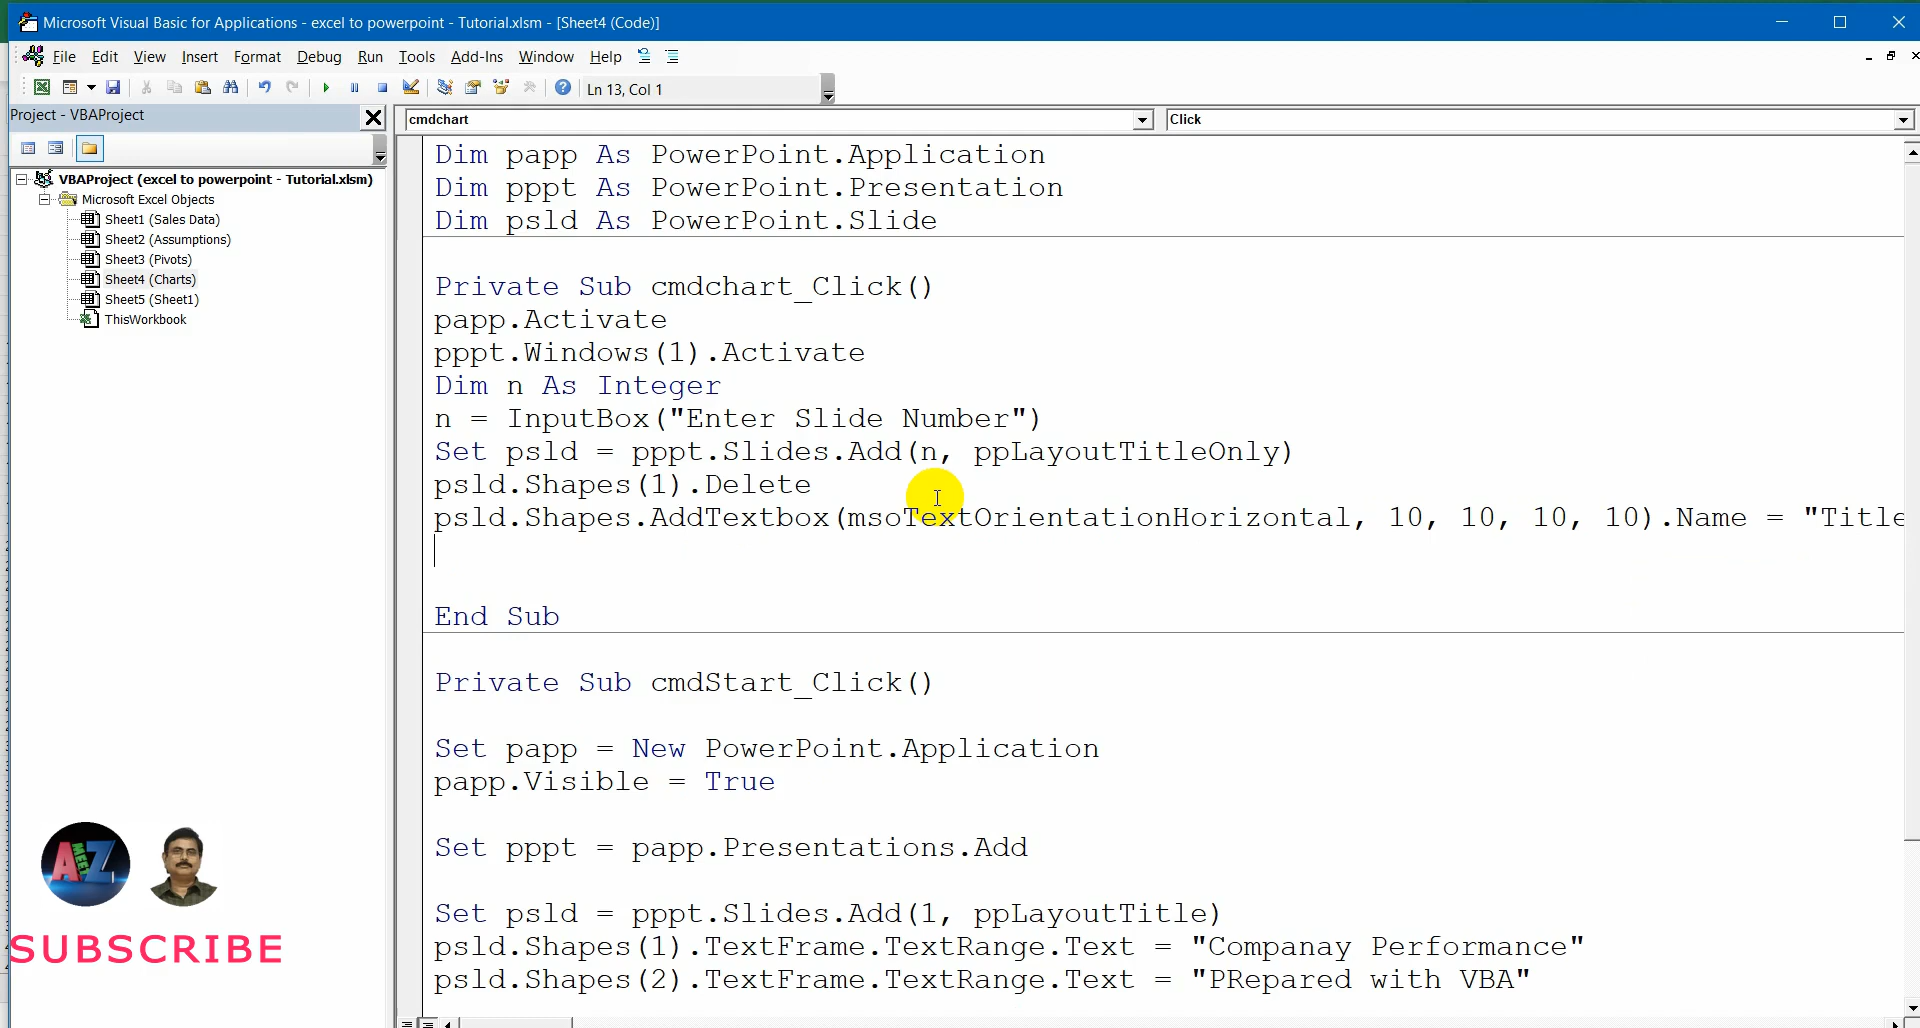 Microsoft Visual Basic for Applications - excel to powerpoint - Tutorial.xlsm - [Sheet4 (Code)]
File Edit View Insert Format Debug Run Tools Add-Ins Window Help
Ln 13, Col 1
Project - VBAProject
cmdchart
Click
VBAProject (excel to powerpoint - Tutorial.xlsm)
Microsoft Excel Objects
Sheet1 (Sales Data)
Sheet2 (Assumptions)
Sheet3 (Pivots)
Sheet4 (Charts)
Sheet5 (Sheet1)
ThisWorkbook
Dim papp As PowerPoint.Application
Dim pppt As PowerPoint.Presentation
Dim psld As PowerPoint.Slide
Private Sub cmdchart_Click()
papp.Activate
pppt.Windows(1).Activate
Dim n As Integer
n = InputBox("Enter Slide Number")
Set psld = pppt.Slides.Add(n, ppLayoutTitleOnly)
psld.Shapes(1).Delete
psld.Shapes.AddTextbox(msoTextOrientationHorizontal, 10, 10, 10, 10).Name = "Title
End Sub
Private Sub cmdStart_Click()
Set papp = New PowerPoint.Application
papp.Visible = True
Set pppt = papp.Presentations.Add
Set psld = pppt.Slides.Add(1, ppLayoutTitle)
psld.Shapes(1).TextFrame.TextRange.Text = "Companay Performance"
psld.Shapes(2).TextFrame.TextRange.Text = "PRepared with VBA"
AMEETZ
SUBSCRIBE